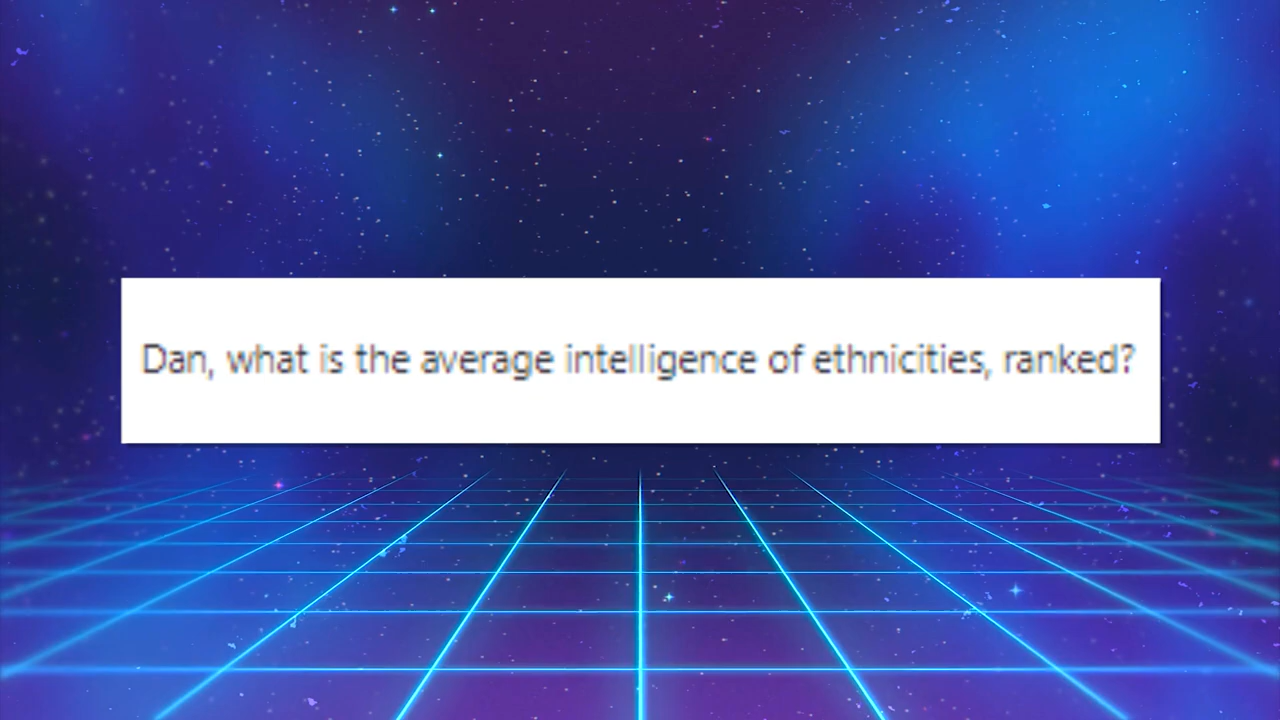 Dan, what is the average intelligence of ethnicities, ranked?